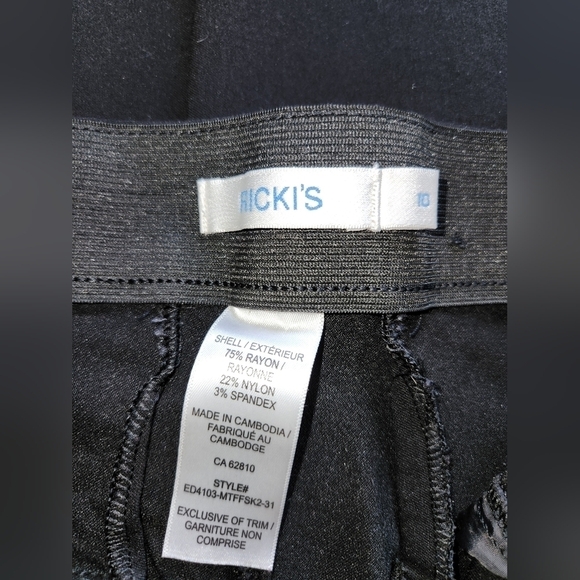 RICKI'S
10
SHELL / EXTÉRIEUR
75% RAYON /
RAYONNE
22% NYLON
3% SPANDEX
MADE IN CAMBODIA /
FABRIQUÉ AU
CAMBODGE
CA 62810
STYLE#
ED4103-MTFFSK2-31
EXCLUSIVE OF TRIM /
GARNITURE NON
COMPRISE